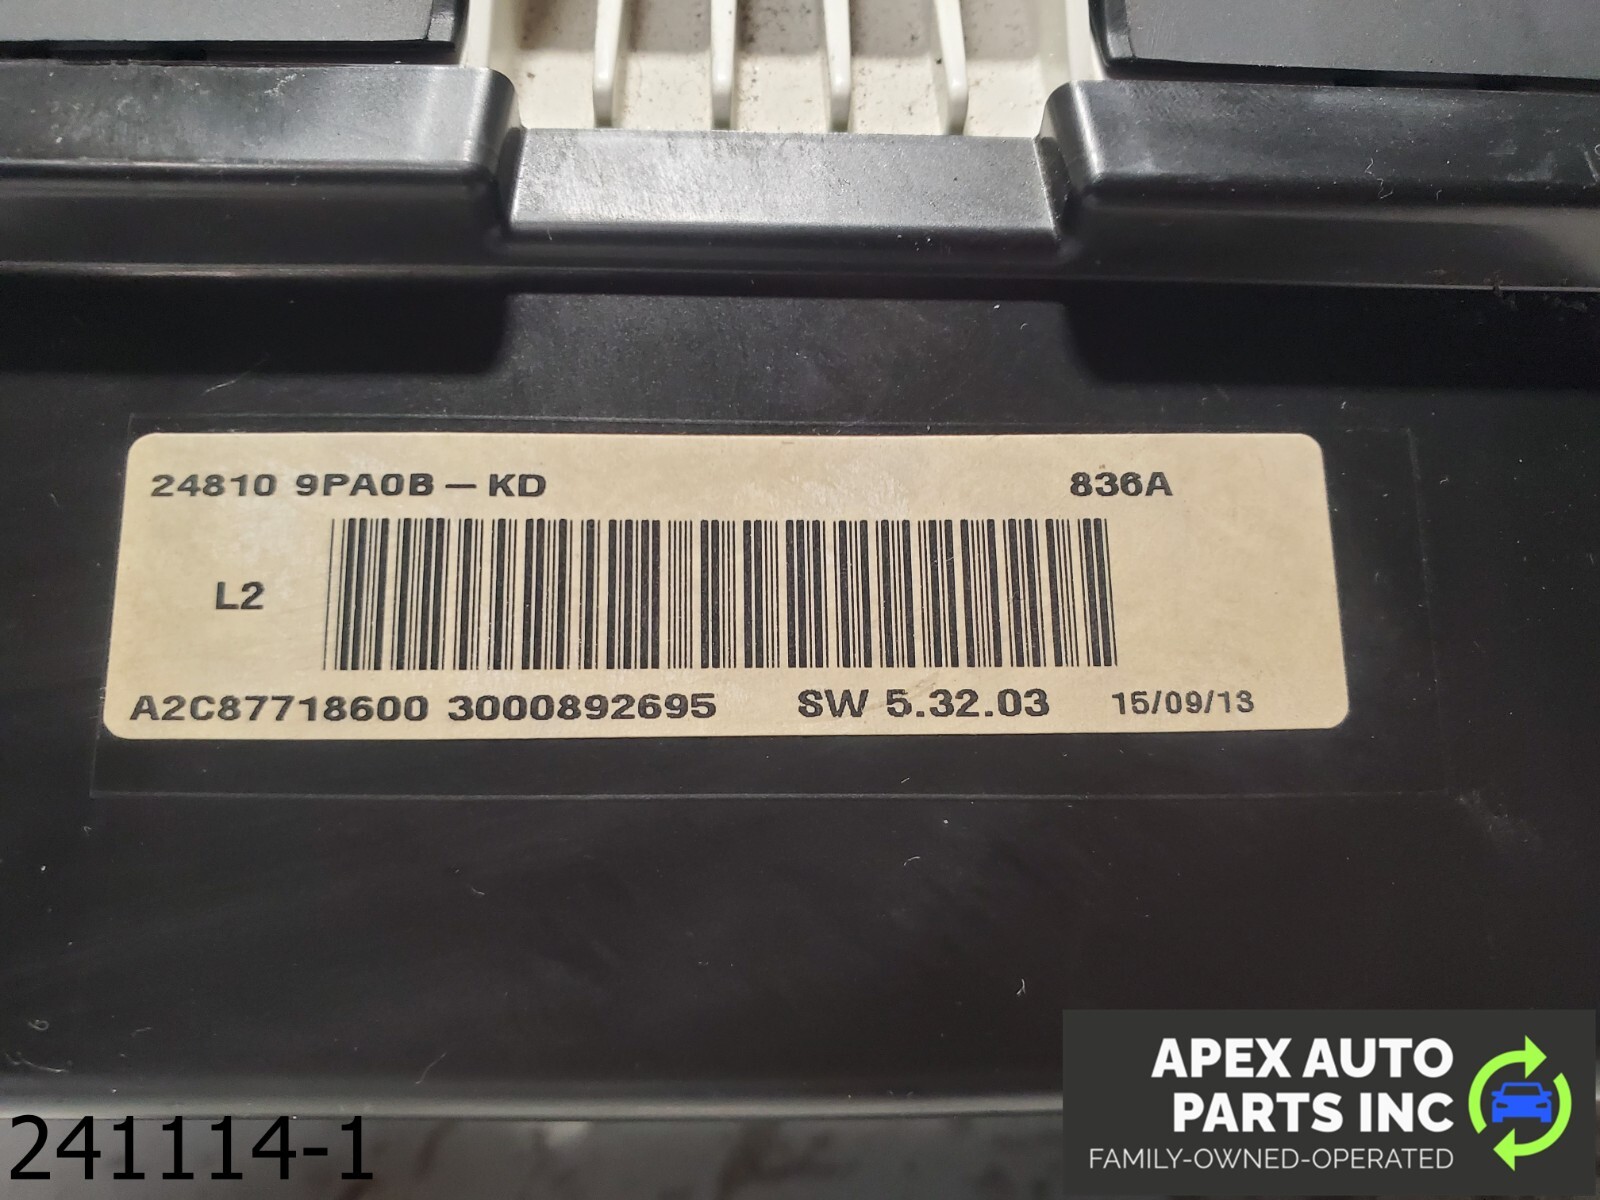 24810 9PA0B – KD 836A
L2
A2C87718600 3000892695 SW 5.32.03 15/09/13
241114-1
APEX AUTO
PARTS INC
FAMILY-OWNED-OPERATED